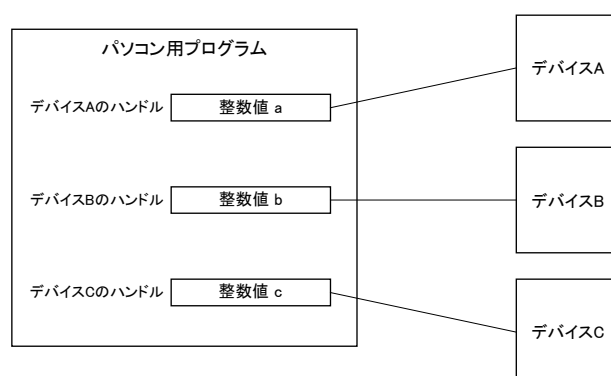 パソコン用プログラム
デバイスAのハンドル 整数値 a
デバイスA
デバイスBのハンドル 整数値 b
デバイスB
デバイスCのハンドル 整数値 c
デバイスC